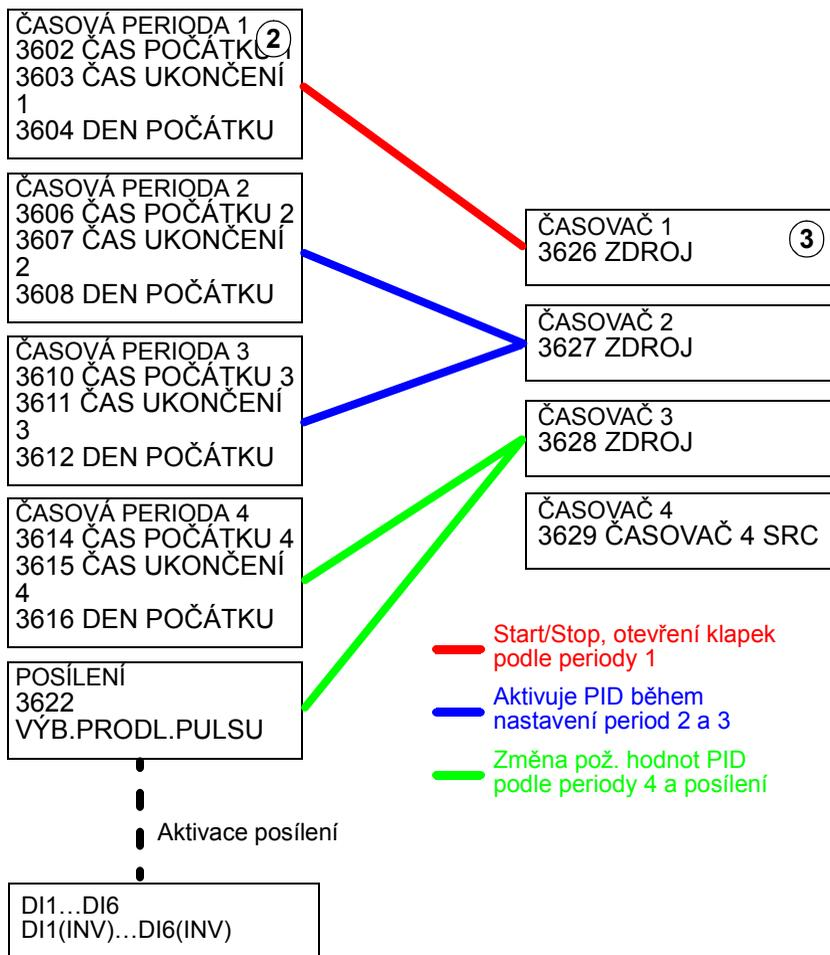 ČASOVÁ PERIODA 1
2
3602 ČAS POČÁTKU 1
3603 ČAS UKONČENÍ
1
3604 DEN POČÁTKU
ČASOVÁ PERIODA 2
3606 ČAS POČÁTKU 2
3607 ČAS UKONČENÍ
2
3608 DEN POČÁTKU
ČASOVÁ PERIODA 3
3610 ČAS POČÁTKU 3
3611 ČAS UKONČENÍ
3
3612 DEN POČÁTKU
ČASOVÁ PERIODA 4
3614 ČAS POČÁTKU 4
3615 ČAS UKONČENÍ
4
3616 DEN POČÁTKU
POSÍLENÍ
3622
VÝB.PRODL.PULSU
Aktivace posílení
DI1...DI6
DI1(INV)...DI6(INV)
ČASOVAČ 1
3
3626 ZDROJ
ČASOVAČ 2
3627 ZDROJ
ČASOVAČ 3
3628 ZDROJ
ČASOVAČ 4
3629 ČASOVAČ 4 SRC
Start/Stop, otevření klapek
podle periody 1
Aktivuje PID během
nastavení period 2 a 3
Změna pož. hodnot PID
podle periody 4 a posílení